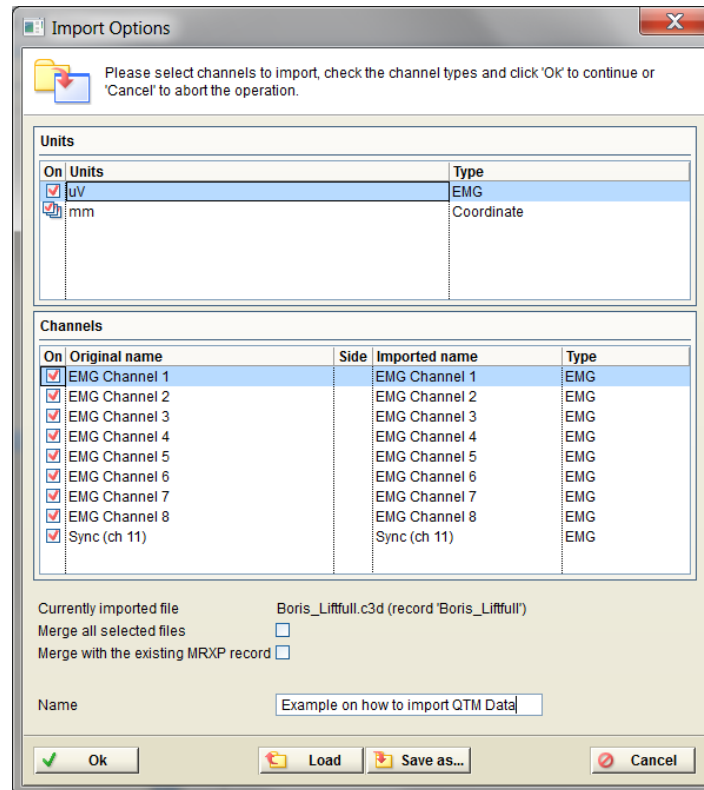 Import Options
Please select channels to import, check the channel types and click 'Ok' to continue or
'Cancel' to abort the operation.
Units
On Units Type
uV EMG
mm Coordinate
Channels
On Original name Side Imported name Type
EMG Channel 1 EMG Channel 1 EMG
EMG Channel 2 EMG Channel 2 EMG
EMG Channel 3 EMG Channel 3 EMG
EMG Channel 4 EMG Channel 4 EMG
EMG Channel 5 EMG Channel 5 EMG
EMG Channel 6 EMG Channel 6 EMG
EMG Channel 7 EMG Channel 7 EMG
EMG Channel 8 EMG Channel 8 EMG
Sync (ch 11) Sync (ch 11) EMG
Currently imported file Boris_Liftfull.c3d (record 'Boris_Liftfull')
Merge all selected files
Merge with the existing MRXP record
Name Example on how to import QTM Data
Ok Load Save as... Cancel